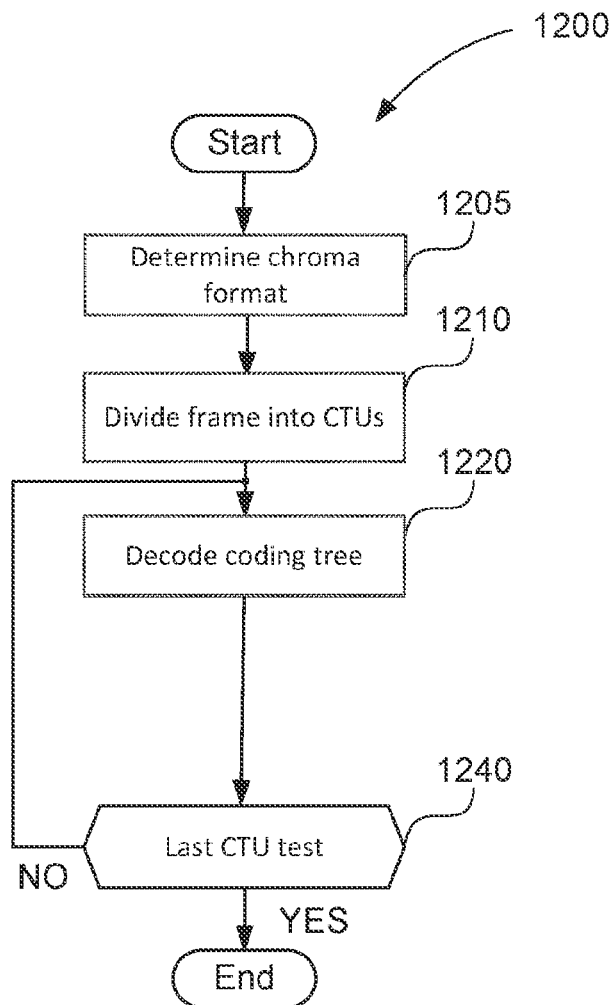 1200
Start
1205
Determine chroma
format
1210
Divide frame into CTUs
1220
Decode coding tree
1240
Last CTU test
NO
YES
End